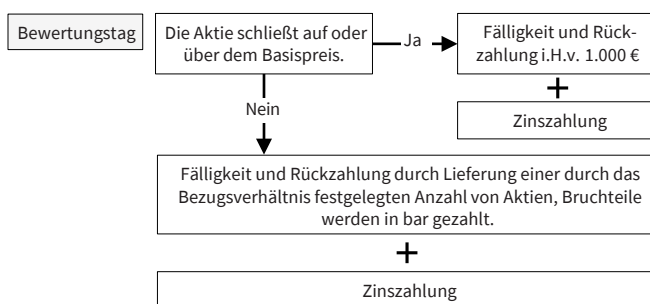 Bewertungstag
Die Aktie schließt auf oder
über dem Basispreis.
Ja
Fälligkeit und Rück-
zahlung i.H.v. 1.000 €
+
Zinszahlung
Nein
Fälligkeit und Rückzahlung durch Lieferung einer durch das
Bezugsverhältnis festgelegten Anzahl von Aktien, Bruchteile
werden in bar gezahlt.
+
Zinszahlung